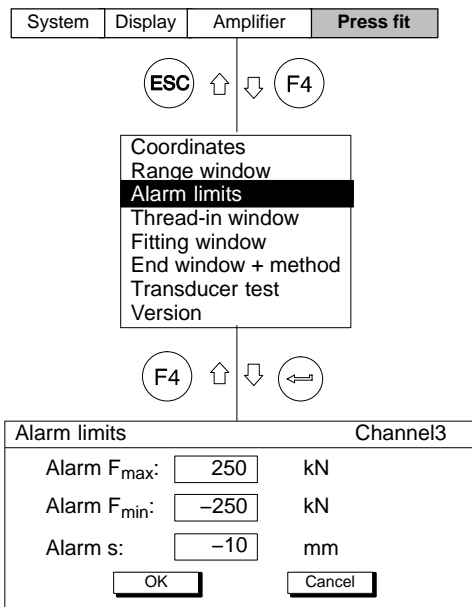 System Display Amplifier Press fit
ESC F4
Coordinates
Range window
Alarm limits
Thread-in window
Fitting window
End window + method
Transducer test
Version
F4
Alarm limits Channel3
Alarm Fmax: 250 kN
Alarm Fmin: −250 kN
Alarm s: −10 mm
OK Cancel